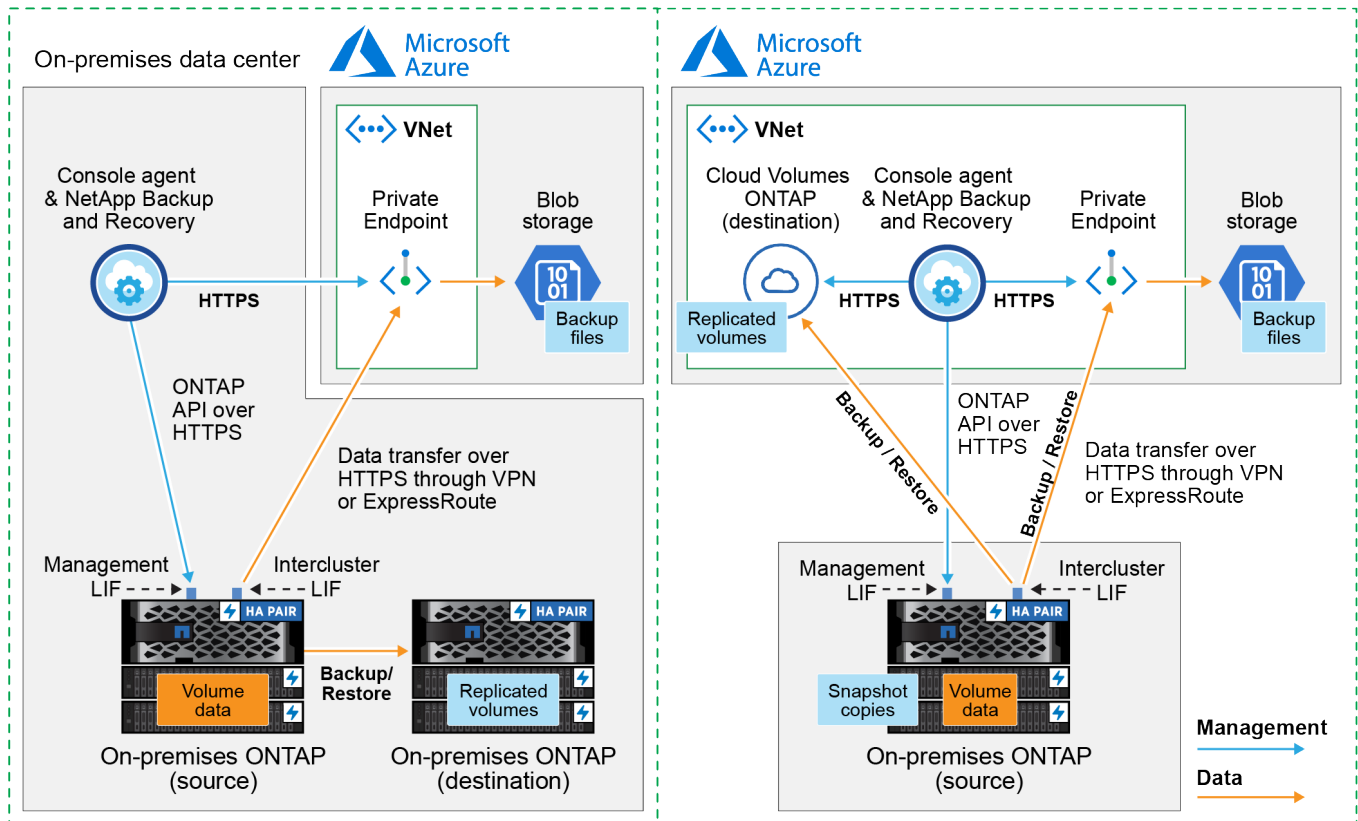 On-premises data center
Microsoft
Azure
VNet
Console agent
& NetApp Backup
and Recovery
Private
Endpoint
Blob
storage
10
01
HTTPS
Backup
files
ONTAP
API over
HTTPS
Data transfer over
HTTPS through VPN
or ExpressRoute
Management
LIF
Intercluster
LIF
HA PAIR
HA PAIR
Backup/
Restore
Volume
data
Replicated
volumes
On-premises ONTAP
(source)
On-premises ONTAP
(destination)
Microsoft
Azure
VNet
Cloud Volumes
ONTAP
(destination)
Console agent
& NetApp Backup
and Recovery
Private
Endpoint
Blob
storage
10
01
HTTPS
HTTPS
Replicated
volumes
Backup
files
Backup / Restore
ONTAP
API over
HTTPS
Backup / Restore
Data transfer over
HTTPS through VPN
or ExpressRoute
Management
LIF
Intercluster
LIF
HA PAIR
Snapshot
copies
Volume
data
On-premises ONTAP
(source)
Management
Data